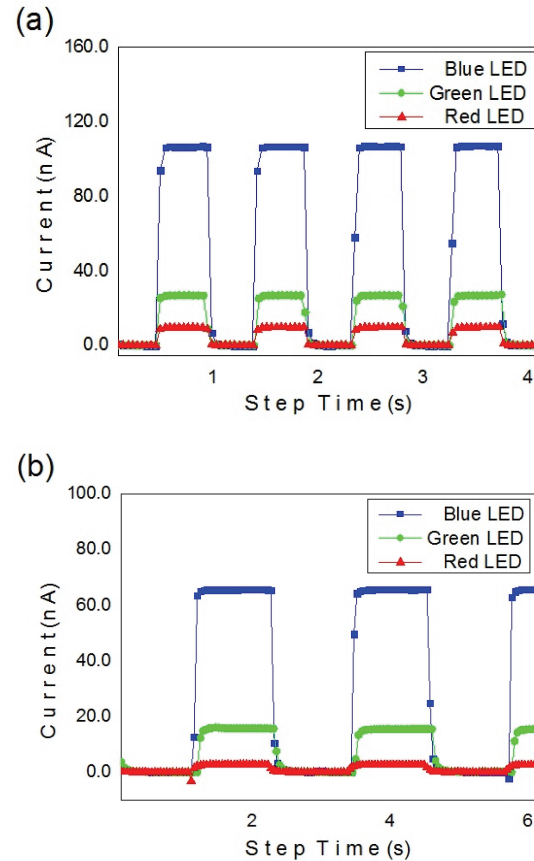 (a)
160.0
120.0
80.0
40.0
0.0
Current(nA)
Blue LED
Green LED
Red LED
1 2 3 4
Step Time(s)
(b)
100.0
80.0
60.0
40.0
20.0
0.0
Current(nA)
Blue LED
Green LED
Red LED
2 4 6
Step Time(s)